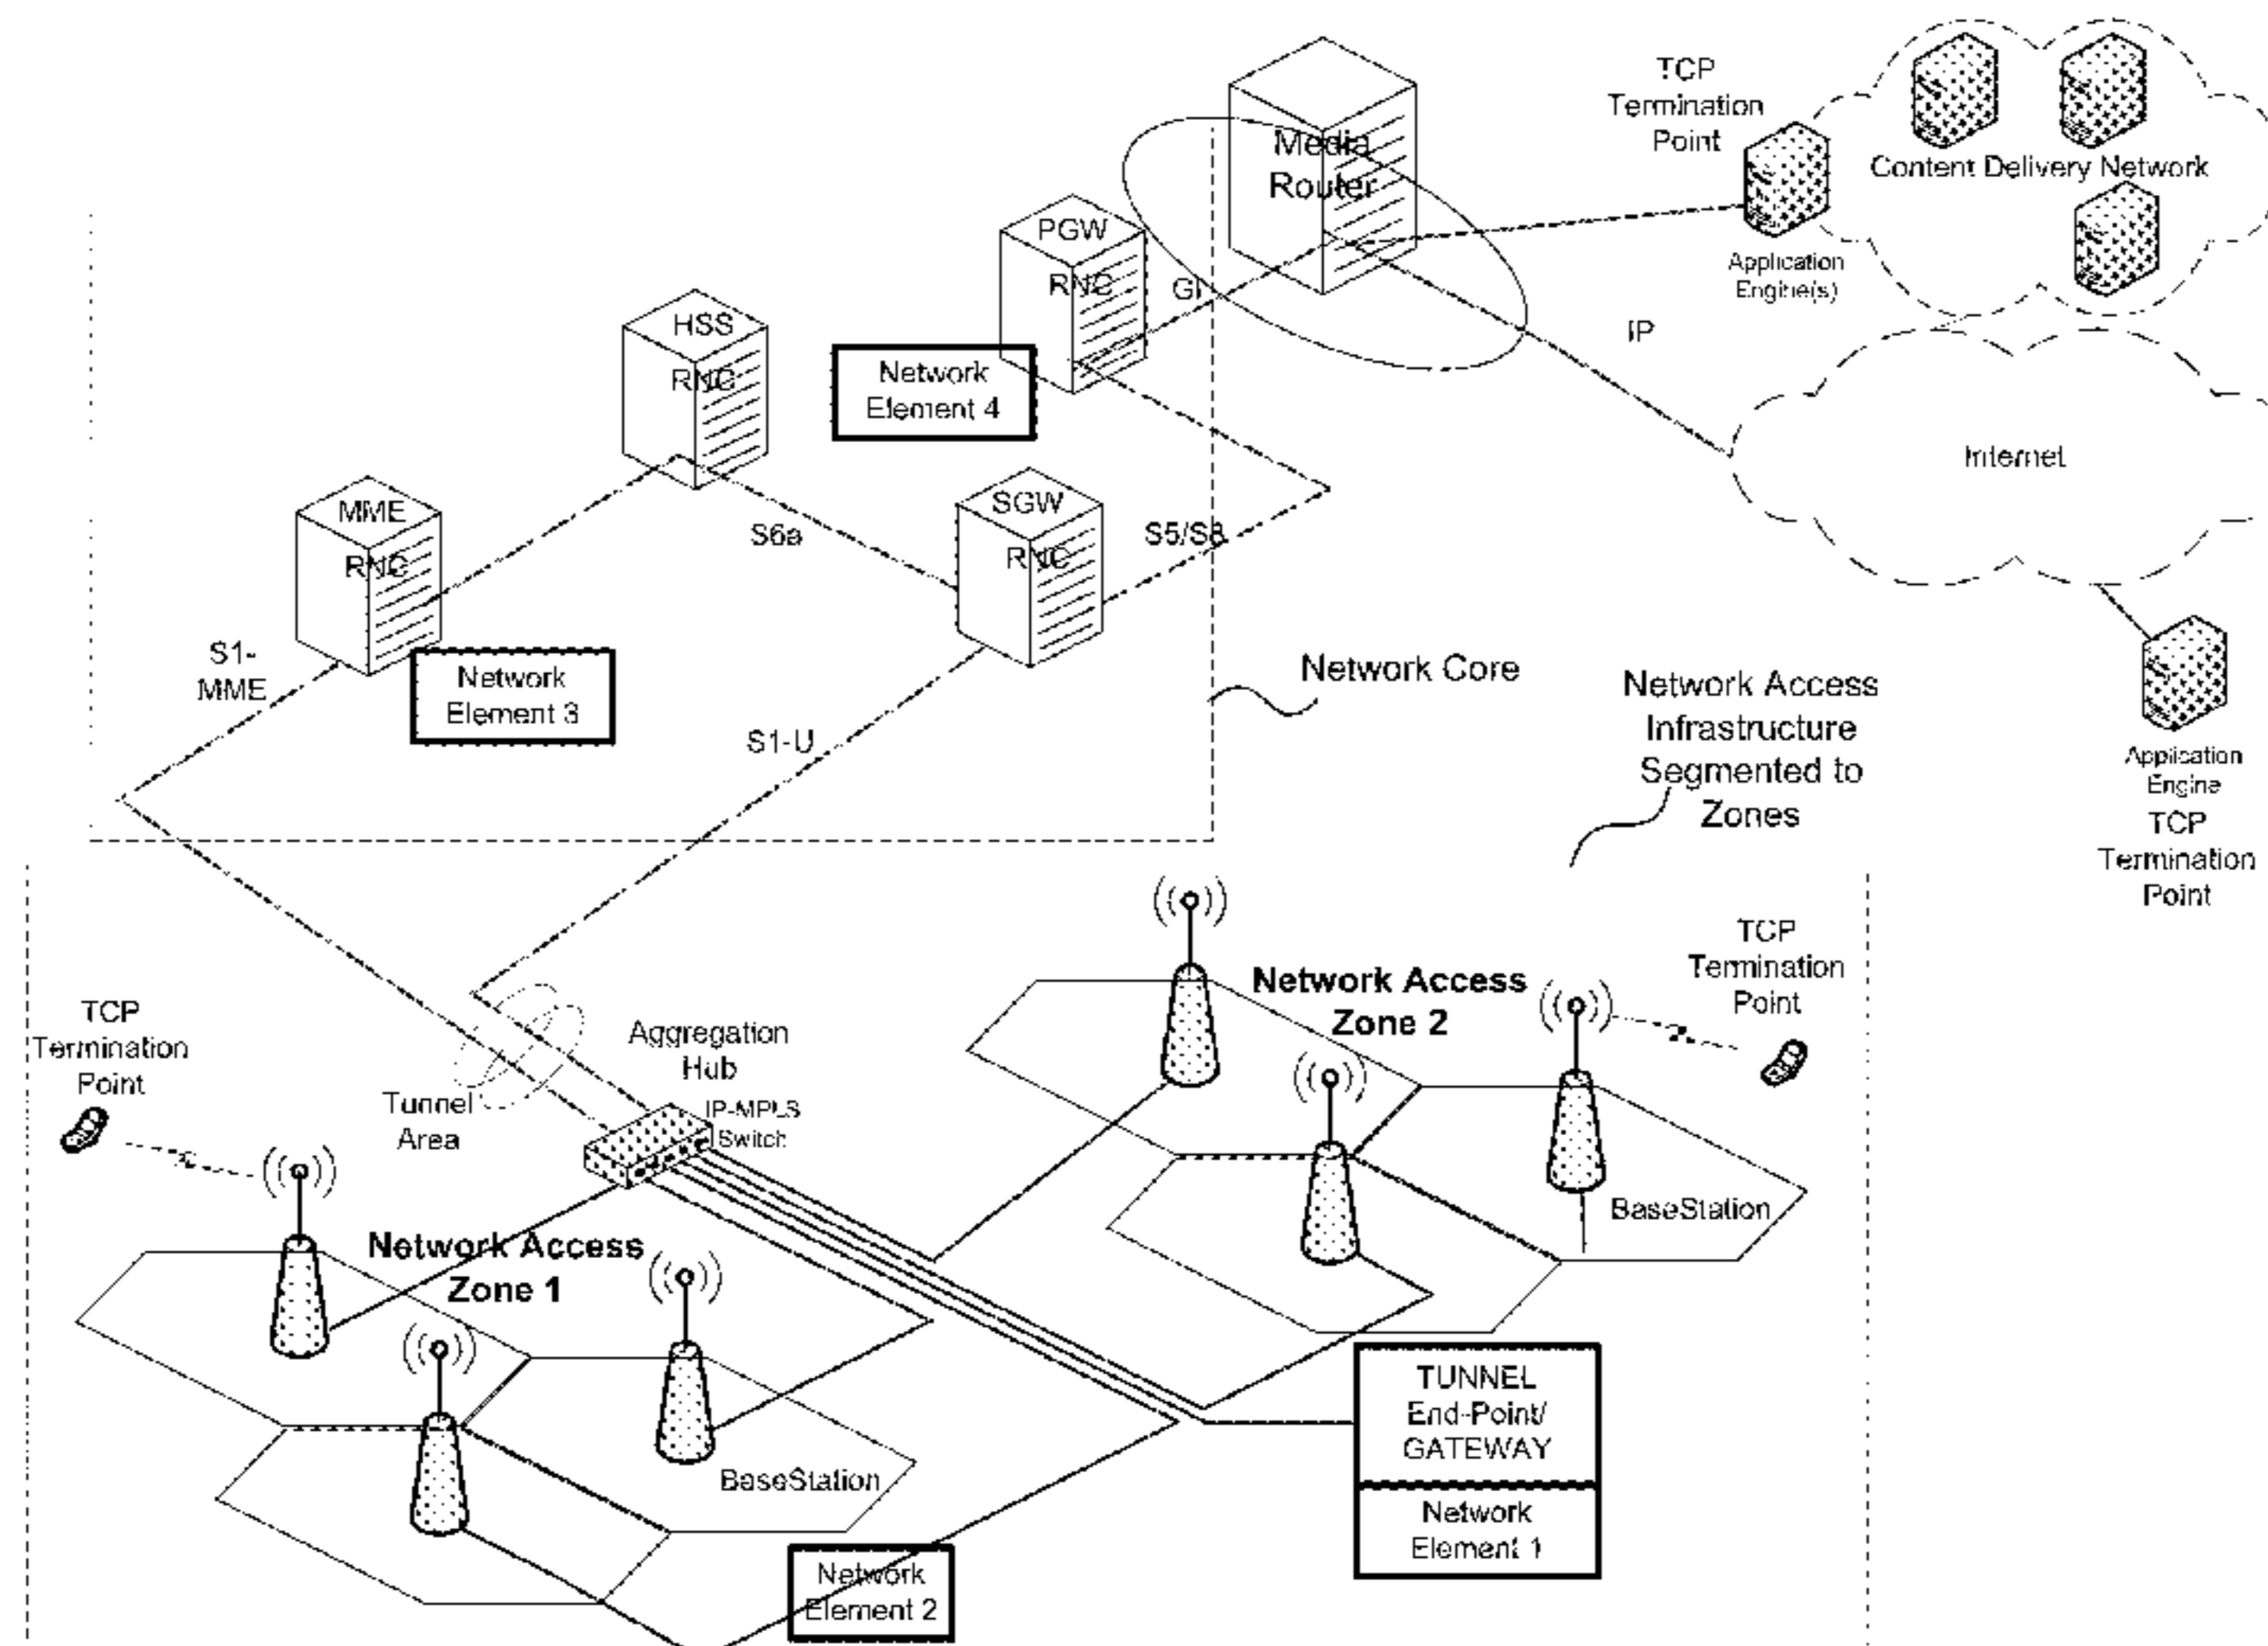 TCP
Termination
Point
Content Delivery Network
Application
Engine(s)
Media
Router
PGW
RNC
GI
IP
HSS
RNC
Network
Element 4
Internet
MME
RNC
S6a
SGW
RNC
S5/S8
S1-
MME
Network
Element 3
S1-U
Network Core
Network Access
Infrastructure
Segmented to
Zones
Application
Engine
TCP
Termination
Point
TCP
Termination
Point
Network Access
Zone 2
TCP
Termination
Point
Aggregation
Hub
Tunnel
Area
IP-MPLS
Switch
BaseStation
Network Access
Zone 1
BaseStation
TUNNEL
End-Point/
GATEWAY
Network
Element 1
Network
Element 2